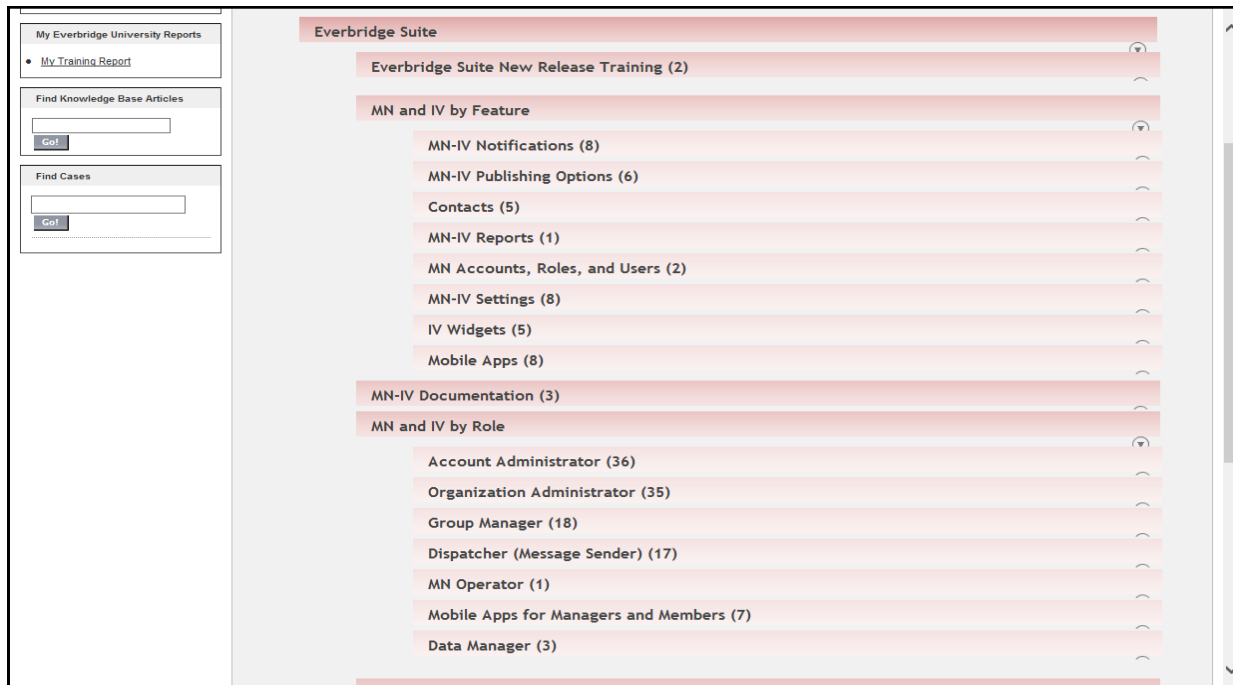 My Everbridge University Reports
My Training Report
Find Knowledge Base Articles
Go!
Find Cases
Go!
Everbridge Suite
Everbridge Suite New Release Training (2)
MN and IV by Feature
MN-IV Notifications (8)
MN-IV Publishing Options (6)
Contacts (5)
MN-IV Reports (1)
MN Accounts, Roles, and Users (2)
MN-IV Settings (8)
IV Widgets (5)
Mobile Apps (8)
MN-IV Documentation (3)
MN and IV by Role
Account Administrator (36)
Organization Administrator (35)
Group Manager (18)
Dispatcher (Message Sender) (17)
MN Operator (1)
Mobile Apps for Managers and Members (7)
Data Manager (3)